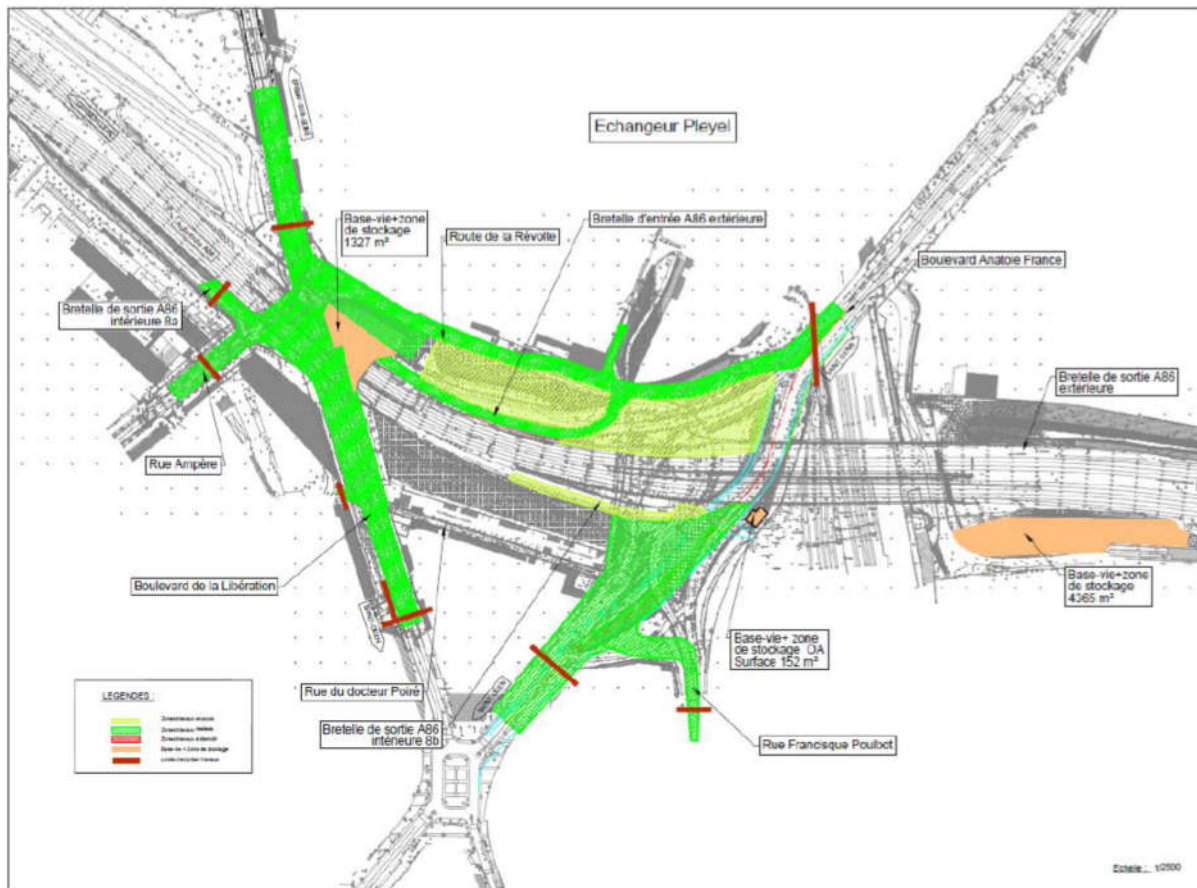 Echangeur Pleyel
Base-vie+zone
de stockage
1327 m²
Bretelle d'entrée A86 extérieure
Route de la Révolte
Boulevard Anatole France
Bretelle de sortie A86
intérieure 8a
Bretelle de sortie A86
extérieure
Rue Ampère
Boulevard de la Libération
Base-vie+zone
de stockage
4365 m²
Base-vie+ zone
de stockage OA
Surface 152 m²
Rue du docteur Poiré
Bretelle de sortie A86
intérieure 8b
Rue Francisque Poulbot
LEGENDES :
Echelle : 1/2500